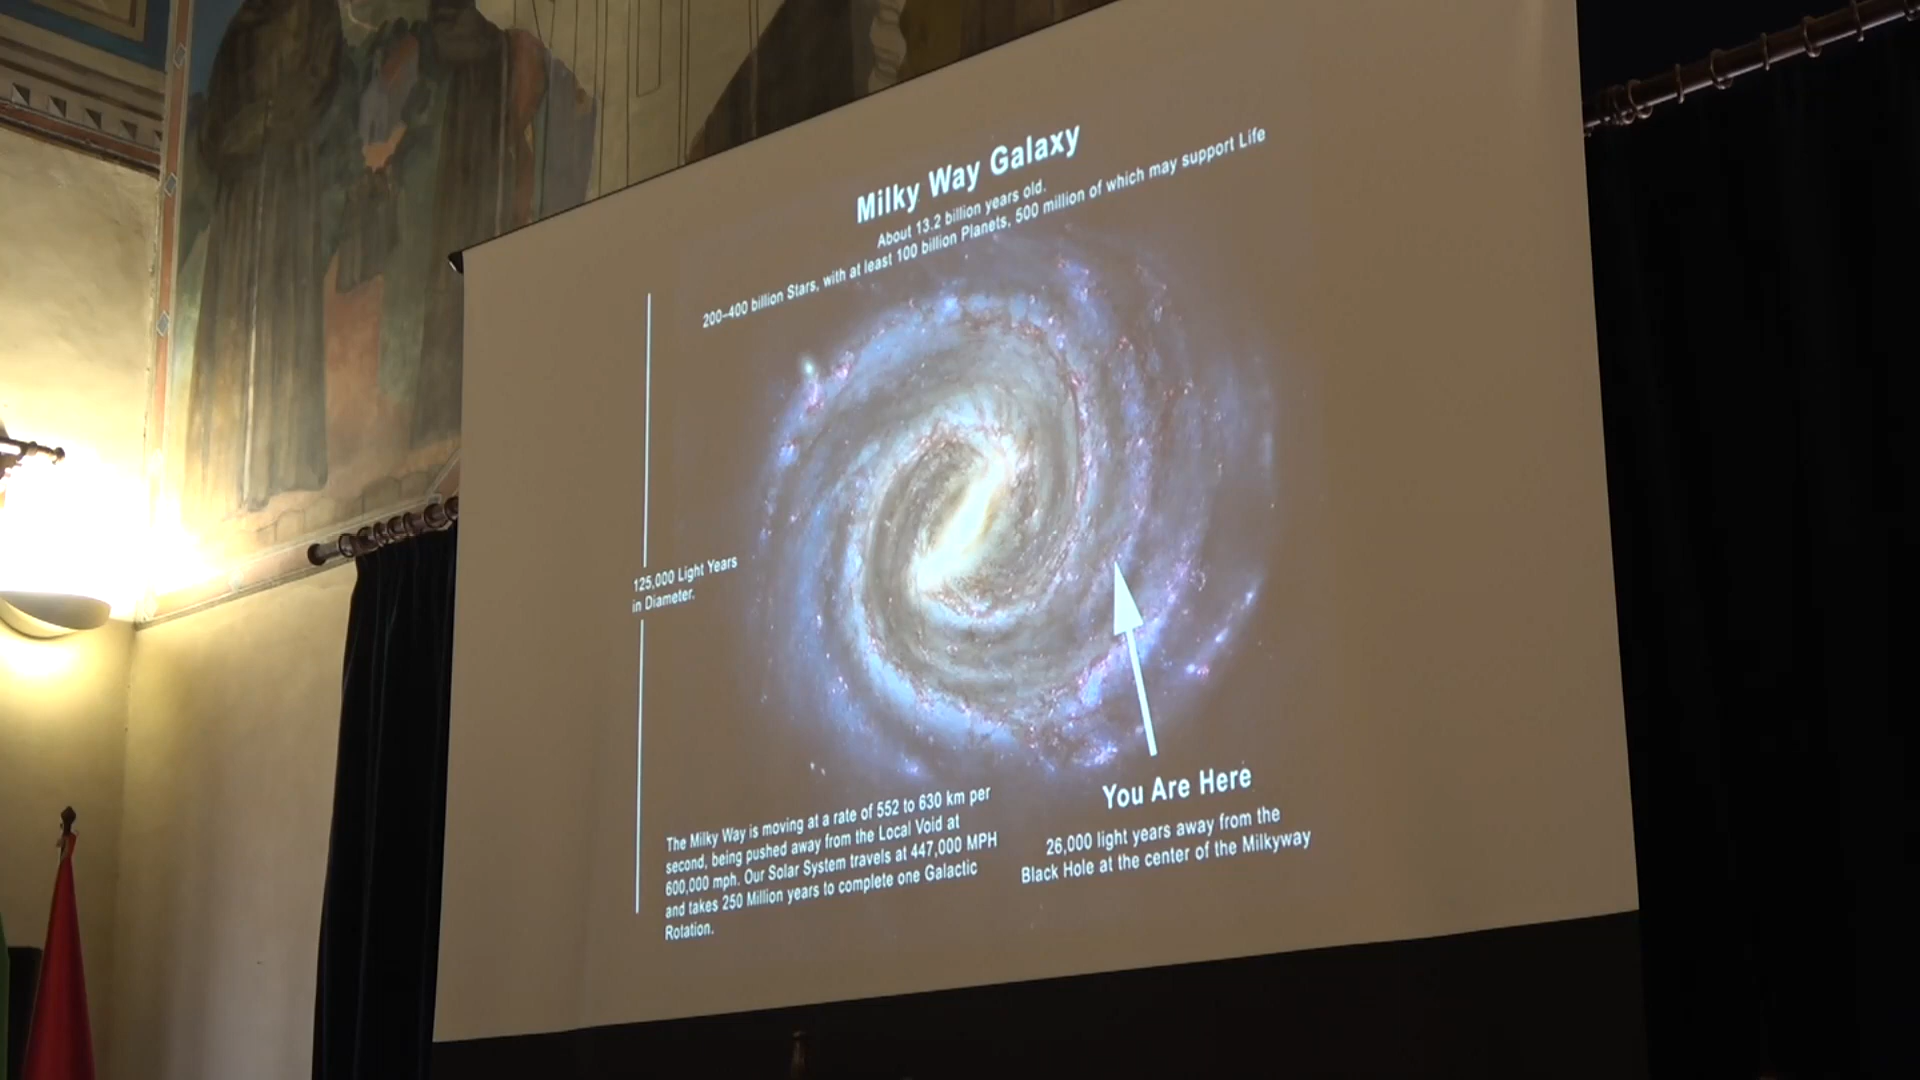 Milky Way Galaxy
About 13.2 billion years old.
200–400 billion Stars, with at least 100 billion Planets, 500 million of which may support Life
125,000 Light Years
in Diameter.
The Milky Way is moving at a rate of 552 to 630 km per
second, being pushed away from the Local Void at
600,000 mph. Our Solar System travels at 447,000 MPH
and takes 250 Million years to complete one Galactic
Rotation.
You Are Here
26,000 light years away from the
Black Hole at the center of the Milkyway